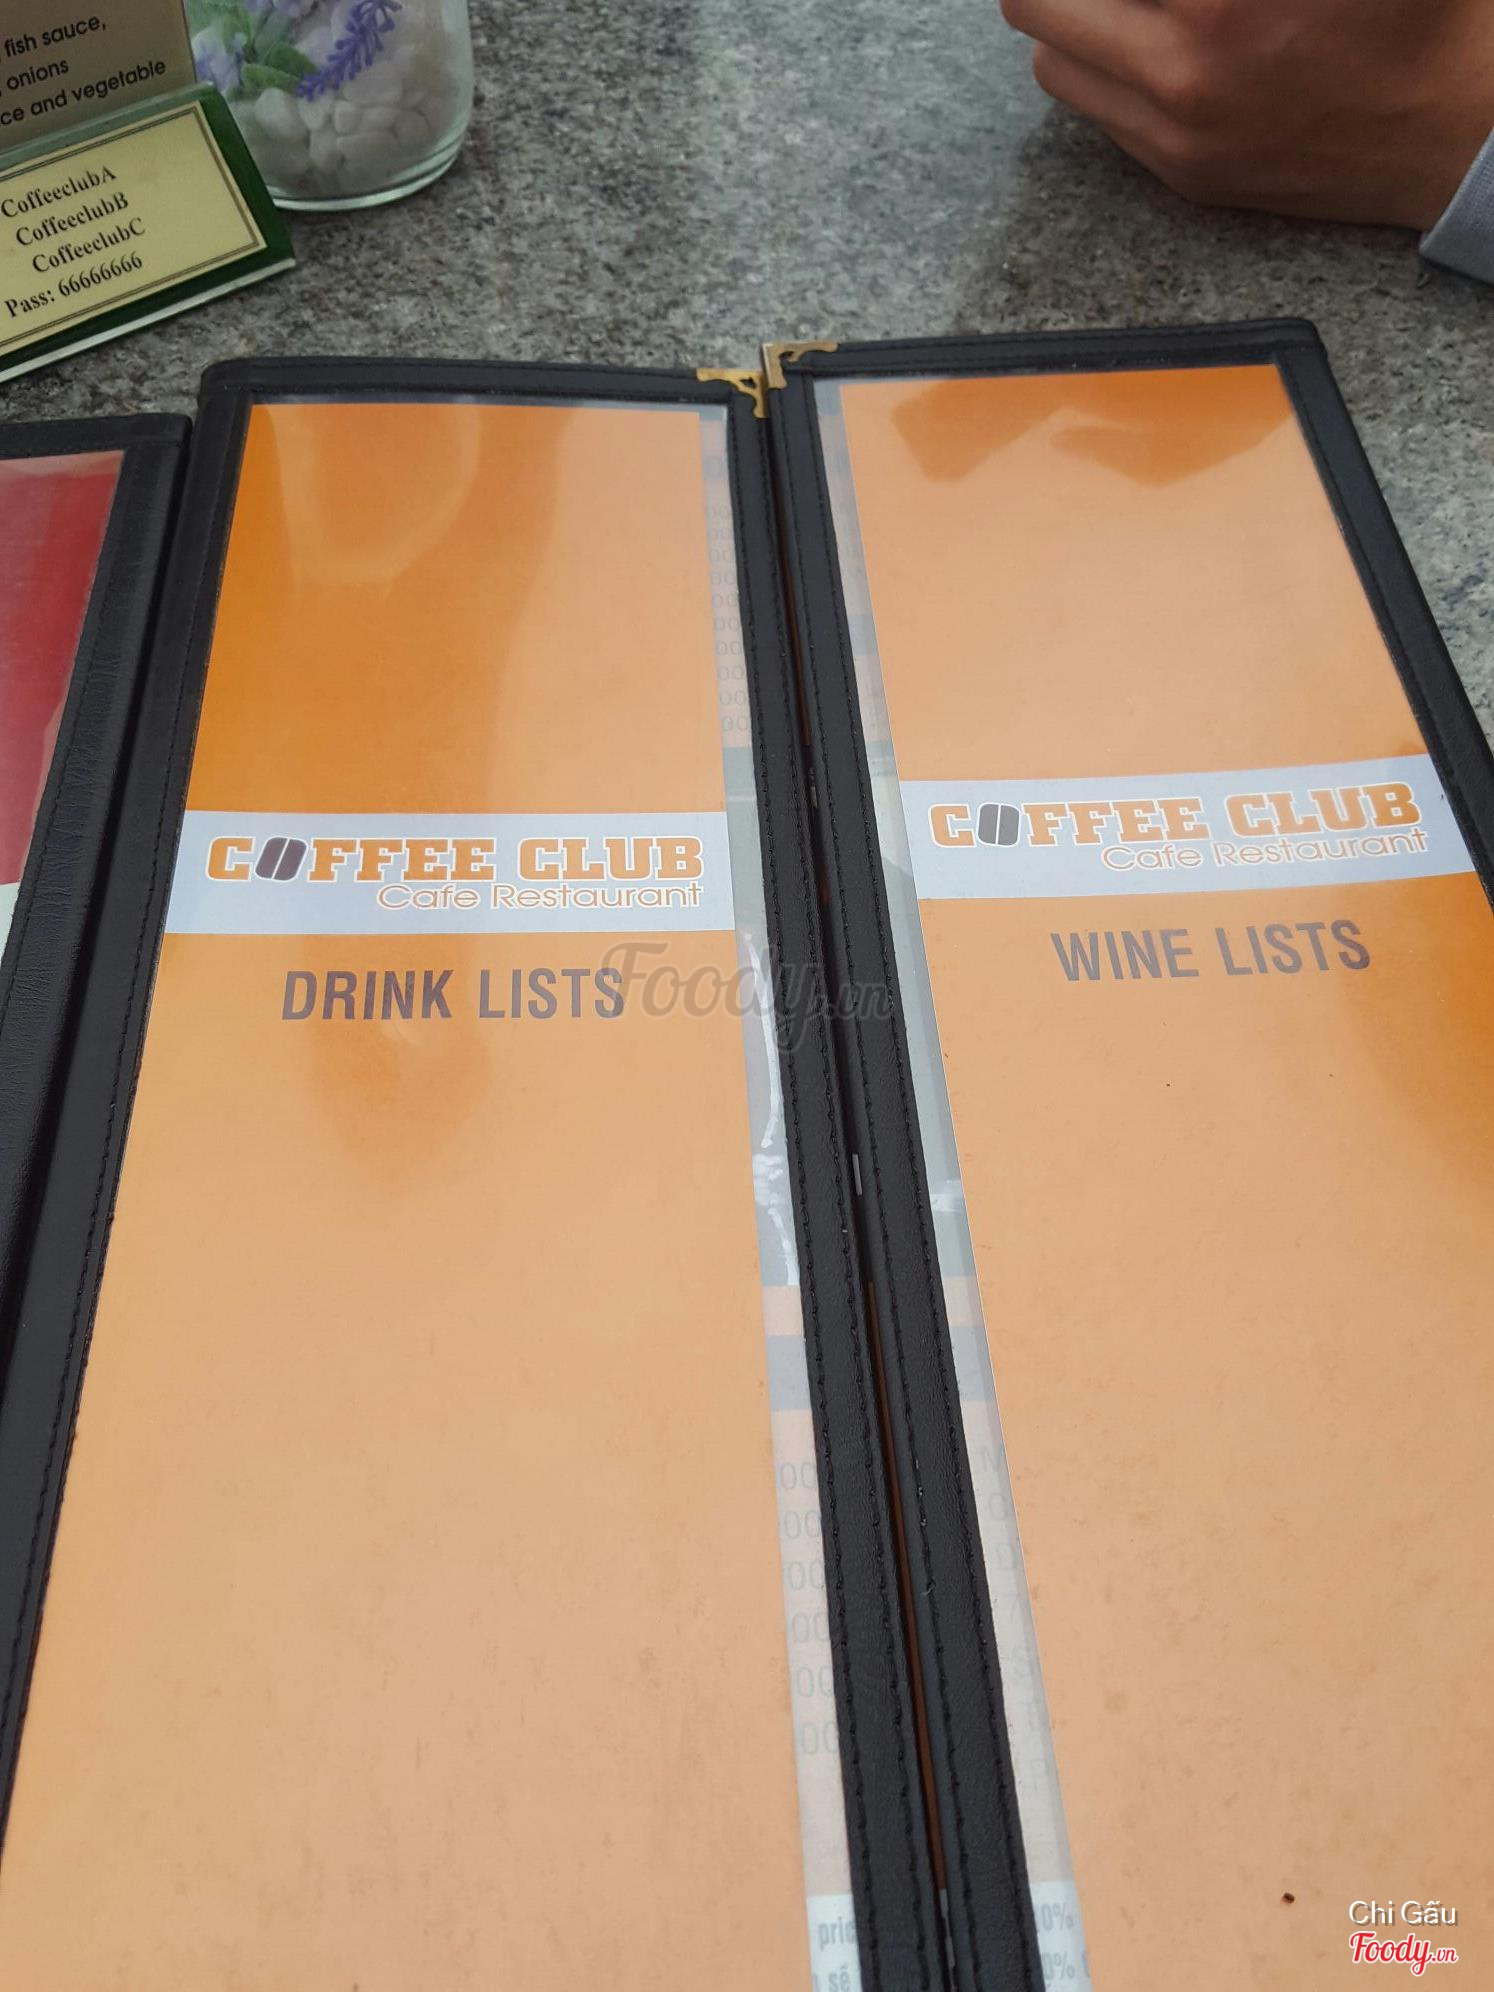 fish sauce,
onions
ce and vegetable
CoffeeclubA
CoffeeclubB
CoffeeclubC
Pass: 66666666
COFFEE CLUB
Cafe Restaurant
DRINK LISTS
COFFEE CLUB
Cafe Restaurant
WINE LISTS
Foody.vn
10%
Chi Gấu
Foody.vn